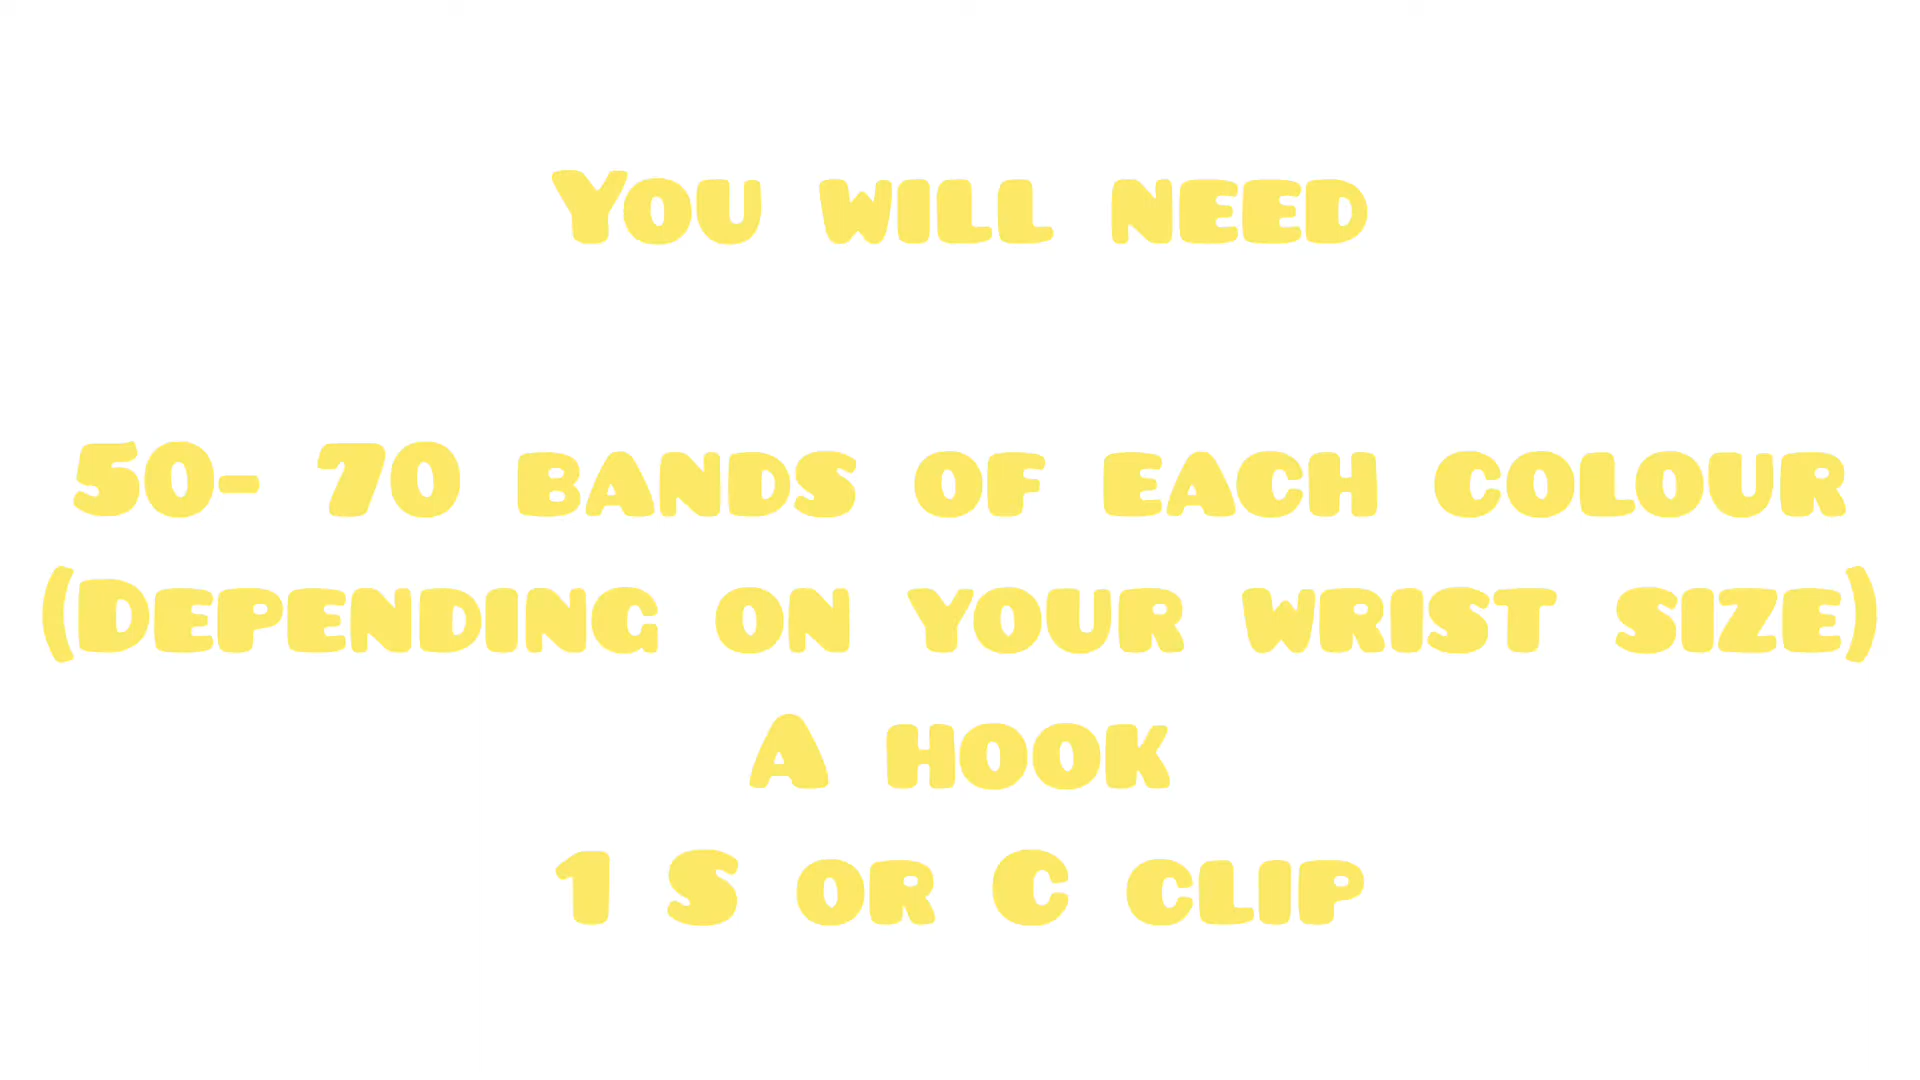 You will need
50- 70 bands of each colour
(Depending on your wrist size)
A hook
1 S or C clip